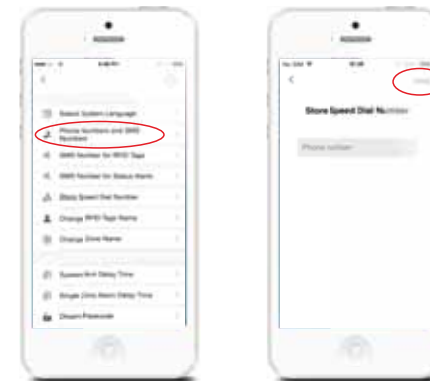 Select System Language
Phone Numbers and SMS
Numbers
SMS Number for RFID Tags
SMS Number for Status Alarm
Store Speed Dial Number
Change RFID Tags Name
Change Zone Name
System Arm Delay Time
Single Zone Alarm Delay Time
Disarm Password
Store Speed Dial Number
Phone number